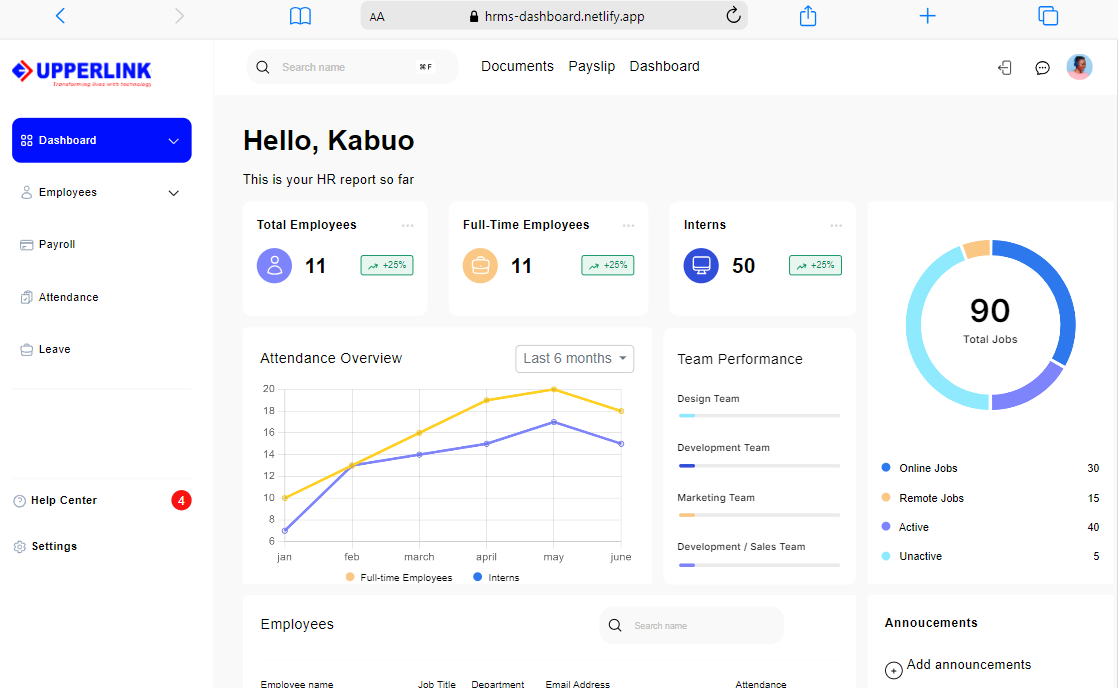 AA
hrms-dashboard.netlify.app
UPPERLINK
Transforming lives with technology
Search name
⌘ F
Documents Payslip Dashboard
Dashboard
Employees
Payroll
Attendance
Leave
Help Center
4
Settings
Hello, Kabuo
This is your HR report so far
Total Employees
11
+25%
Full-Time Employees
11
+25%
Interns
50
+25%
Attendance Overview
Last 6 months
20
18
16
14
12
10
8
6
jan feb march april may june
Full-time Employees Interns
Team Performance
Design Team
Development Team
Marketing Team
Development / Sales Team
90
Total Jobs
Online Jobs 30
Remote Jobs 15
Active 40
Unactive 5
Employees
Search name
Employee name Job Title Department Email Address Attendance
Annoucements
Add announcements